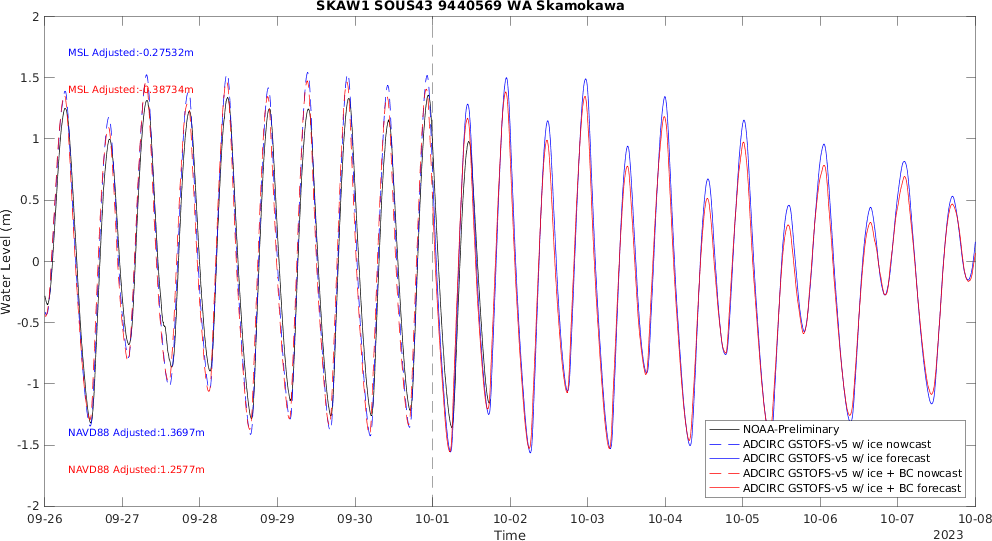 SKAW1 SOUS43 9440569 WA Skamokawa
2
1.5
1
0.5
0
-0.5
-1
-1.5
-2
Water Level (m)
MSL Adjusted:-0.27532m
MSL Adjusted:-0.38734m
NAVD88 Adjusted:1.3697m
NAVD88 Adjusted:1.2577m
NOAA-Preliminary
ADCIRC GSTOFS-v5 w/ ice nowcast
ADCIRC GSTOFS-v5 w/ ice forecast
ADCIRC GSTOFS-v5 w/ ice + BC nowcast
ADCIRC GSTOFS-v5 w/ ice + BC forecast
09-26 09-27 09-28 09-29 09-30 10-01 10-02 10-03 10-04 10-05 10-06 10-07 10-08
Time
2023